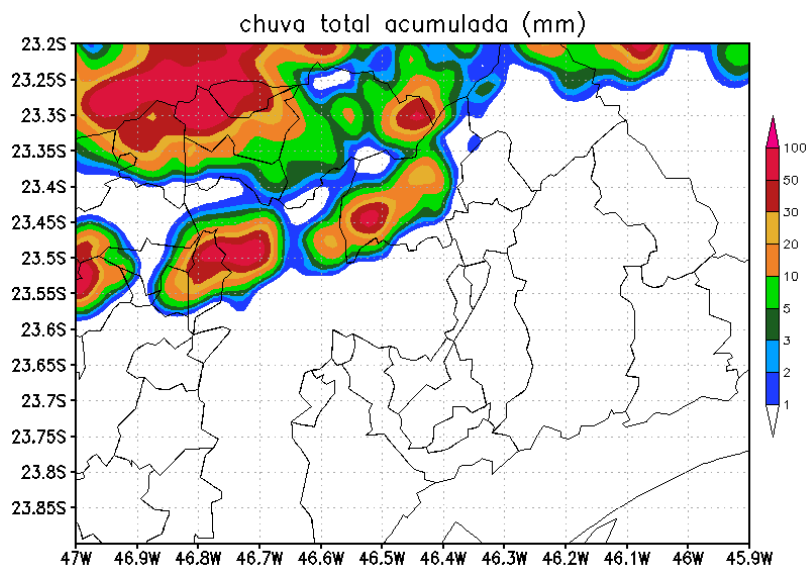 chuva total acumulada (mm)
23.2S
23.25S
23.3S
23.35S
23.4S
23.45S
23.5S
23.55S
23.6S
23.65S
23.7S
23.75S
23.8S
23.85S
47W 46.9W 46.8W 46.7W 46.6W 46.5W 46.4W 46.3W 46.2W 46.1W 46W 45.9W
100
50
30
20
10
5
3
2
1